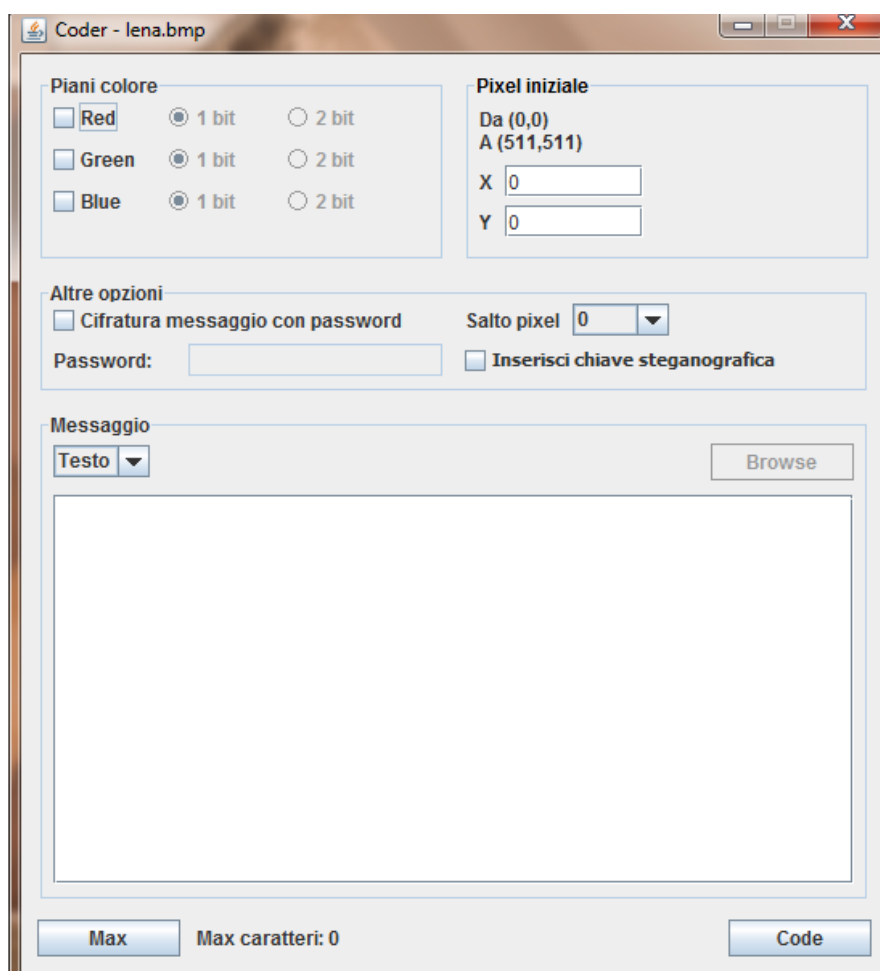 Coder - lena.bmp
Piani colore
Red 1 bit 2 bit
Green 1 bit 2 bit
Blue 1 bit 2 bit
Pixel iniziale
Da (0,0)
A (511,511)
X 0
Y 0
Altre opzioni
Cifratura messaggio con password
Password:
Salto pixel 0
Inserisci chiave steganografica
Messaggio
Testo
Browse
Max
Max caratteri: 0
Code